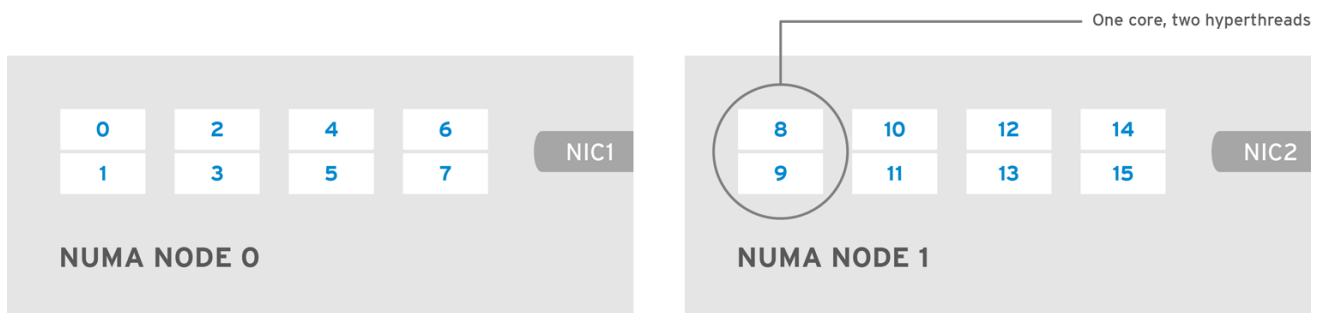 One core, two hyperthreads
0 2 4 6
1 3 5 7
NIC1
NUMA NODE 0
8 10 12 14
9 11 13 15
NIC2
NUMA NODE 1